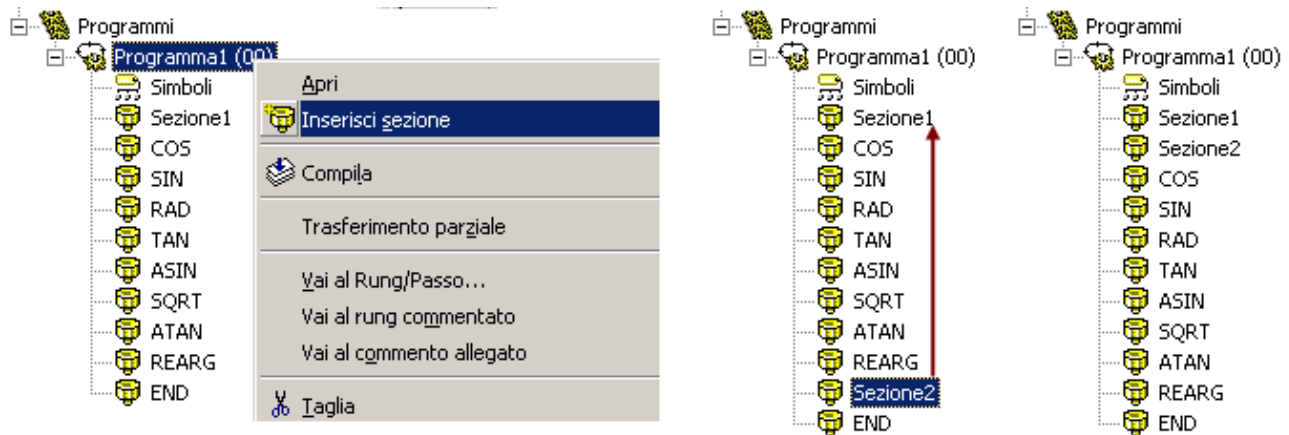 Programmi
Programma1 (00)
Simboli
Sezione1
COS
SIN
RAD
TAN
ASIN
SQRT
ATAN
REARG
END
Apri
Inserisci sezione
Compila
Trasferimento parziale
Vai al Rung/Passo...
Vai al rung commentato
Vai al commento allegato
Taglia
Programmi
Programma1 (00)
Simboli
Sezione1
COS
SIN
RAD
TAN
ASIN
SQRT
ATAN
REARG
Sezione2
END
Programmi
Programma1 (00)
Simboli
Sezione1
Sezione2
COS
SIN
RAD
TAN
ASIN
SQRT
ATAN
REARG
END